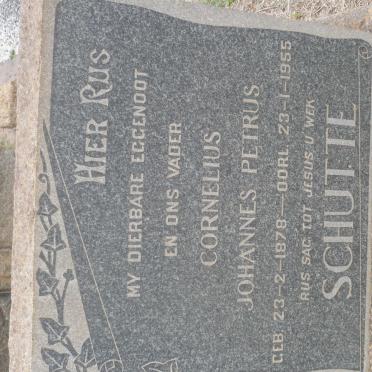 HIER RUS
MY DIERBARE EGGENOOT
EN ONS VADER
CORNELIUS
JOHANNES PETRUS
SCHUTTE
GEB. 23-2-1878 – OORL. 23-1-1955
RUS SAG TOT JESUS U WEK